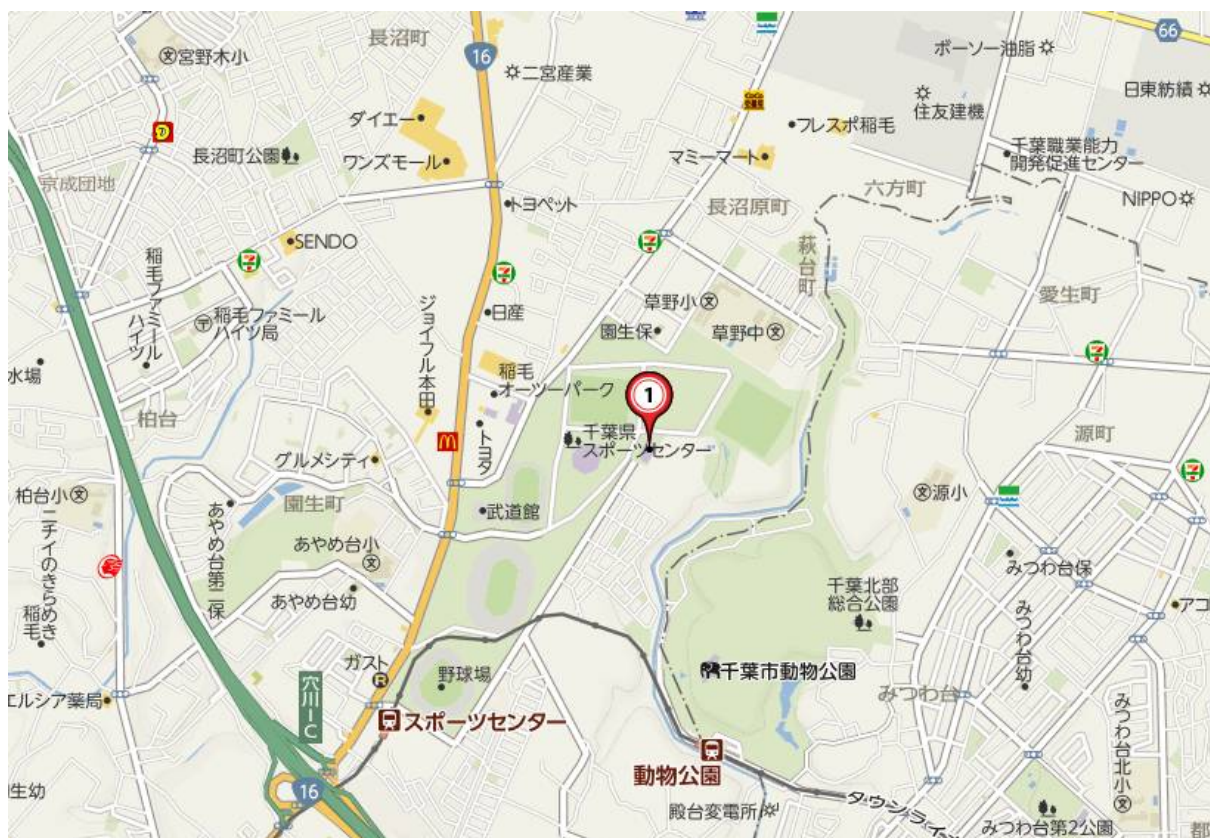 長沼町
16
66
宮野木小
二宮産業
ボーソー油脂
日東紡績
住友建機
ダイエー
フレスポ稲毛
長沼町公園
ワンズモール
マミーマート
千葉職業能力
開発促進センター
京成団地
六方町
NIPPO
トヨペット
長沼原町
SENDO
稲毛ファミール
ハイツ
萩台町
稲毛ファミール
ハイツ局
日産
ジョイフル本田
草野小
園生保
草野中
愛生町
水場
稲毛
オーツーパーク
1
柏台
トヨタ
千葉県
スポーツセンター
源町
グルメシティ
柏台小
園生町
源小
武道館
ニチイのきらめき
稲毛
あやめ台第二保
あやめ台小
みつわ台保
あやめ台幼
千葉北部
総合公園
アコ
みつわ台幼
ガスト
R
野球場
千葉市動物公園
みつわ台
エルシア薬局
穴川IC
スポーツセンター
みつわ台北小
動物公園
16
生幼
タウンライ
殿台変電所
みつわ台第2公園
都